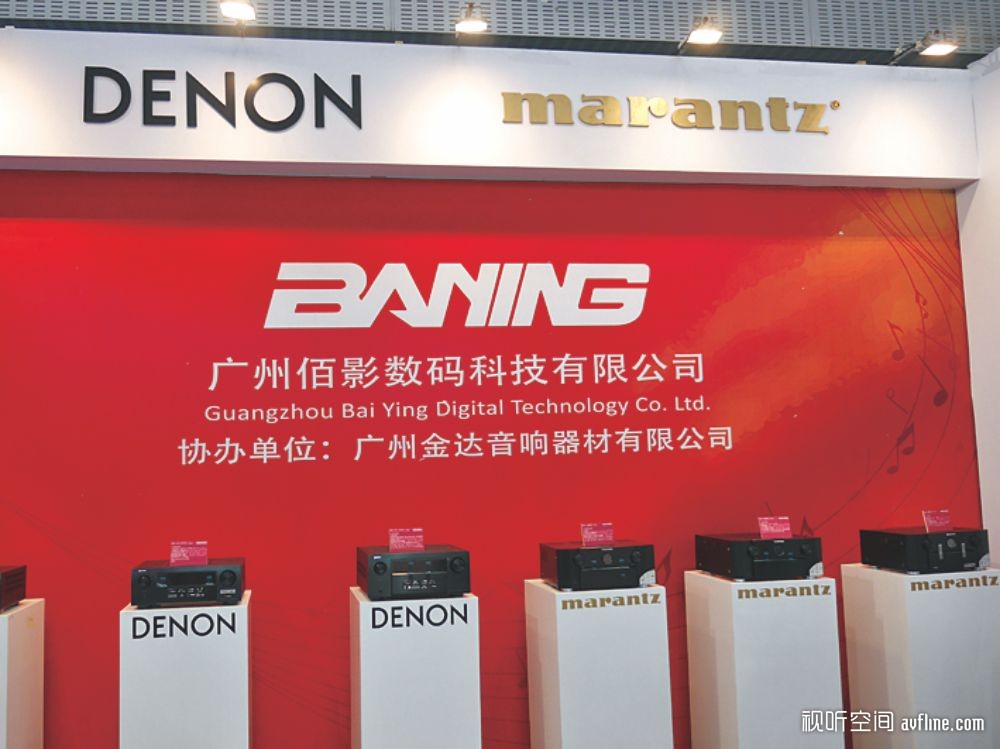 DENON marantz
BANING
广州佰影数码科技有限公司
Guangzhou Bai Ying Digital Technology Co. Ltd.
协办单位：广州金达音响器材有限公司
DENON DENON marantz marantz marantz
视听空间 avfline.com